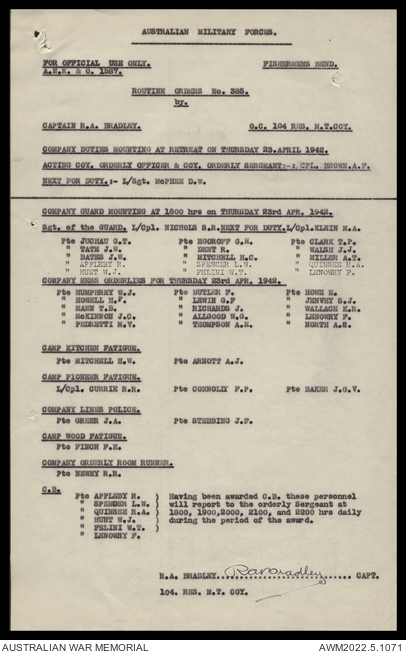 AUSTRALIAN MILITARY FORCES.
FOR OFFICIAL USE ONLY. FISHERMENS BEND.
A.H.R. & C. 1587.
ROUTINE ORDERS No. 385.
by.
CAPTAIN R.A. BRADLEY. O.C. 104 RES. M.T.COY.
COMPANY DUTIES MOUNTING AT RETREAT ON THURSDAY 23.APRIL 1942.
ACTING COY. ORDERLY OFFICER & COY. ORDERLY SERGEANT:-L/CPL. BROWN.A.F.
NEXT FOR DUTY.:- L/Sgt. McPHEE D.W.
COMPANY GUARD MOUNTING AT 1800 hrs on THURSDAY 23rd APR. 1942.
Sgt. of the GUARD. L/Cpl. NICHOLS S.R. NEXT FOR DUTY. L/Cpl. KLEIN M.A.
Pte JUCHAU G.T. Pte EGOROFF G.H. Pte CLARK T.P.
" TATE J.W. " DENT R. " WALSH J.J.
" BATES J.W. " MITCHELL H.C. " MILLER A.T.
" APPLEBY R. " SPENCER L.W. " QUINSEE R.A.
" HUNT W.J. " FELINI W.T. " LENOWRY F.
COMPANY MESS ORDERLIES FOR THURSDAY 23rd APR. 1942.
Pte HUMPHREY W.J. Pte BUTLER F. Pte HOWE E.
" HOWELL H.F. " LEWIN G.F " JENVEY S.J.
" MANN T.B. " RICHARDS J. " WALLACE K.R.
" McKINNON J.C. " ALLGOOD W.G. " LENOWRY F.
" PEDRETTI M.V. " THOMPSON A.E. " NORTH A.H.
CAMP KITCHEN FATIGUE.
Pte MITCHELL H.W. Pte ARNOTT A.J.
CAMP PIONEER FATIGUE.
L/Cpl. CURRIE R.R. Pte CONNOLLY F.P. Pte BAKER J.G.V.
COMPANY LINES POLICE.
Pte GREER J.A. Pte STEBBING J.F.
CAMP WOOD FATIGUE.
Pte FINCH F.H.
COMPANY ORDERLY ROOM RUNNER.
Pte NEWBY R.R.
C.B.
Pte APPLEBY R. ) Having been awarded C.B. these personnel
" SPENCER L.W. ) will report to the orderly Sergeant at
" QUINSEE R.A. ) 1800, 1900,2000, 2100, and 2200 hrs daily
" HUNT W.J. ) during the period of the award.
" FELINI W.T. )
" LENOWRY F.
R.A. BRADLEY. RABradley CAPT.
104. RES. M.T. COY.
AUSTRALIAN WAR MEMORIAL AWM2022.5.1071